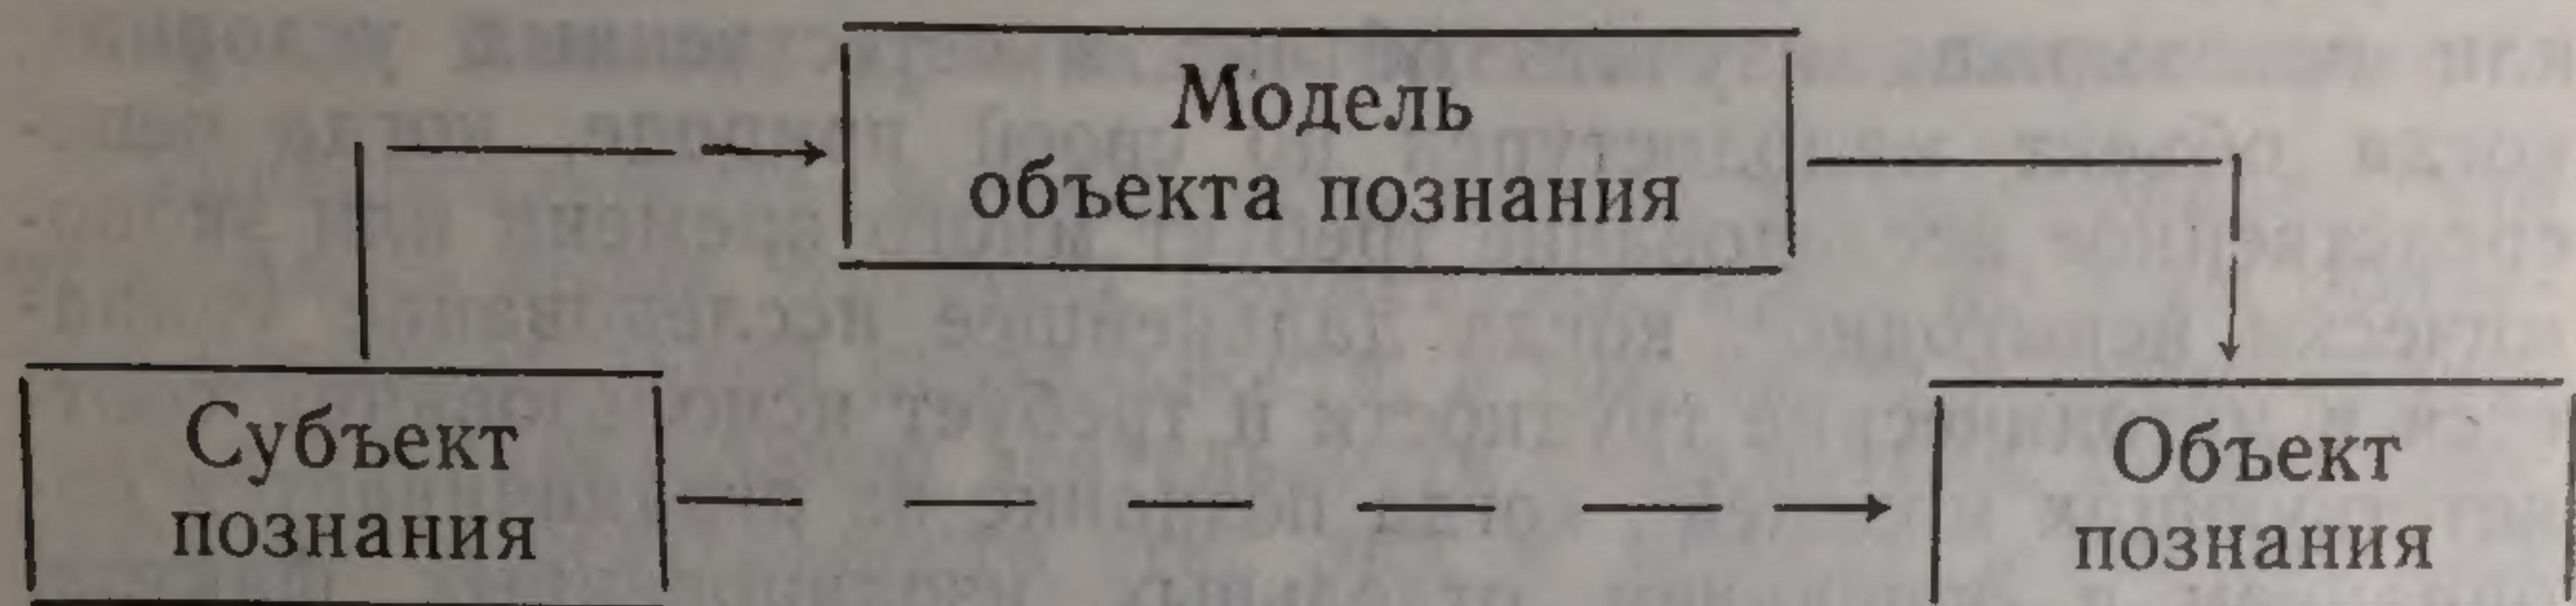 Модель
объекта познания
Субъект
познания
Объект
познания